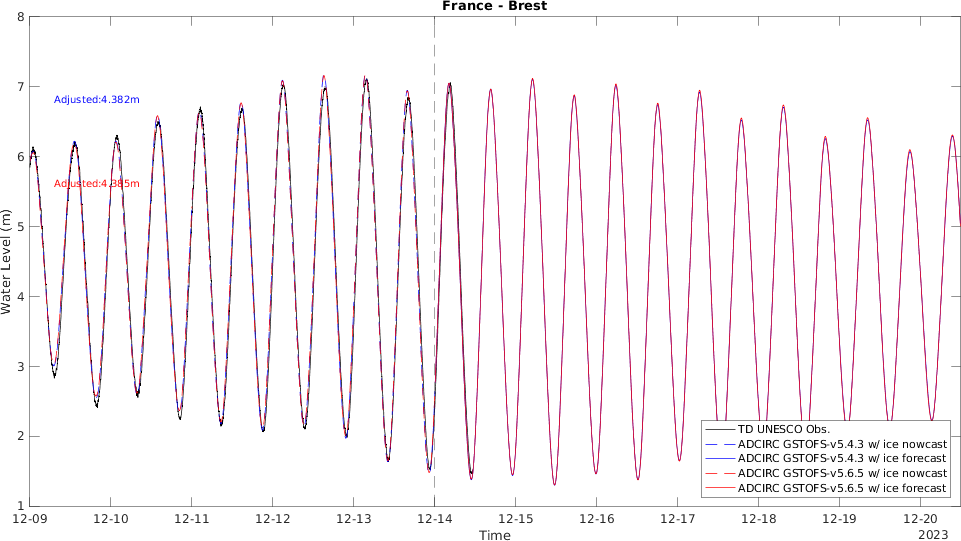 France - Brest
8
7
6
5
4
3
2
1
Water Level (m)
Adjusted:4.382m
Adjusted:4.385m
TD UNESCO Obs.
ADCIRC GSTOFS-v5.4.3 w/ ice nowcast
ADCIRC GSTOFS-v5.4.3 w/ ice forecast
ADCIRC GSTOFS-v5.6.5 w/ ice nowcast
ADCIRC GSTOFS-v5.6.5 w/ ice forecast
12-09 12-10 12-11 12-12 12-13 12-14 12-15 12-16 12-17 12-18 12-19 12-20
Time 2023